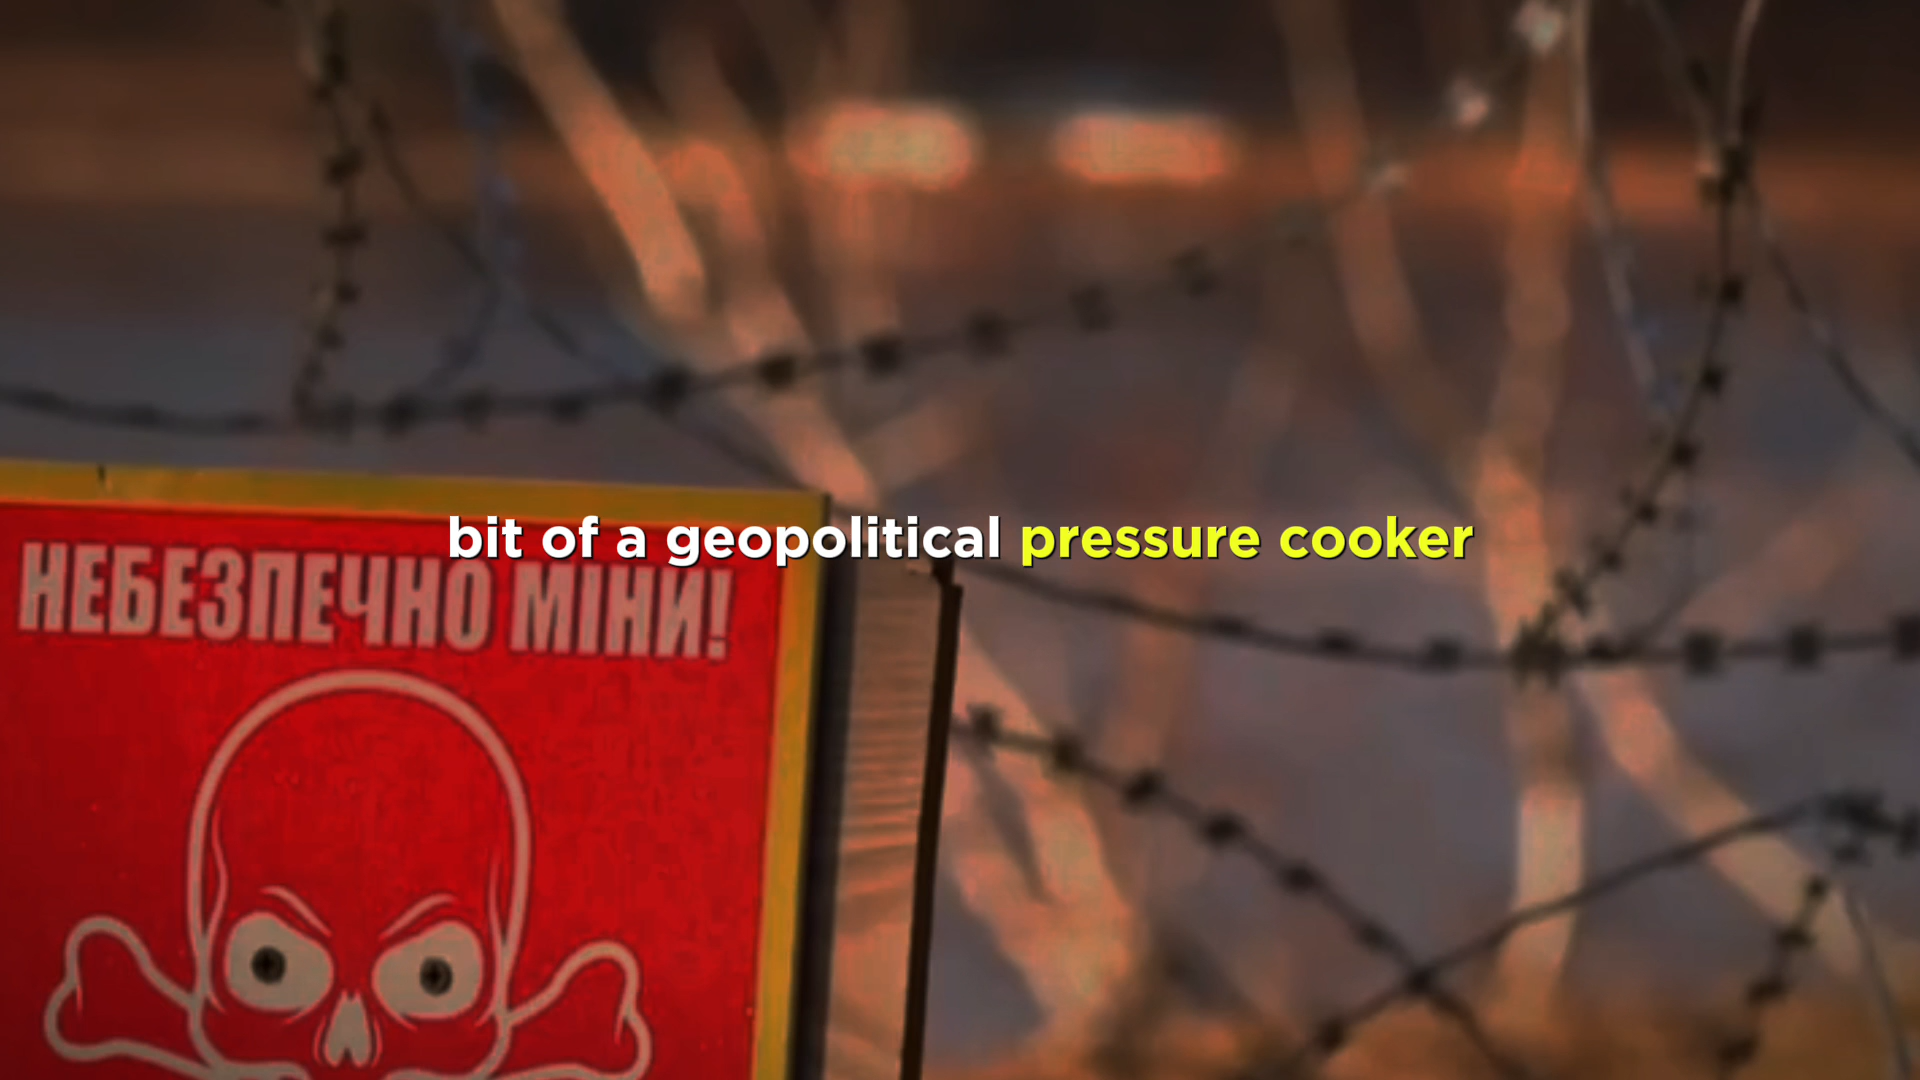 bit of a geopolitical pressure cooker
НЕБЕЗПЕЧНО МІНИ!